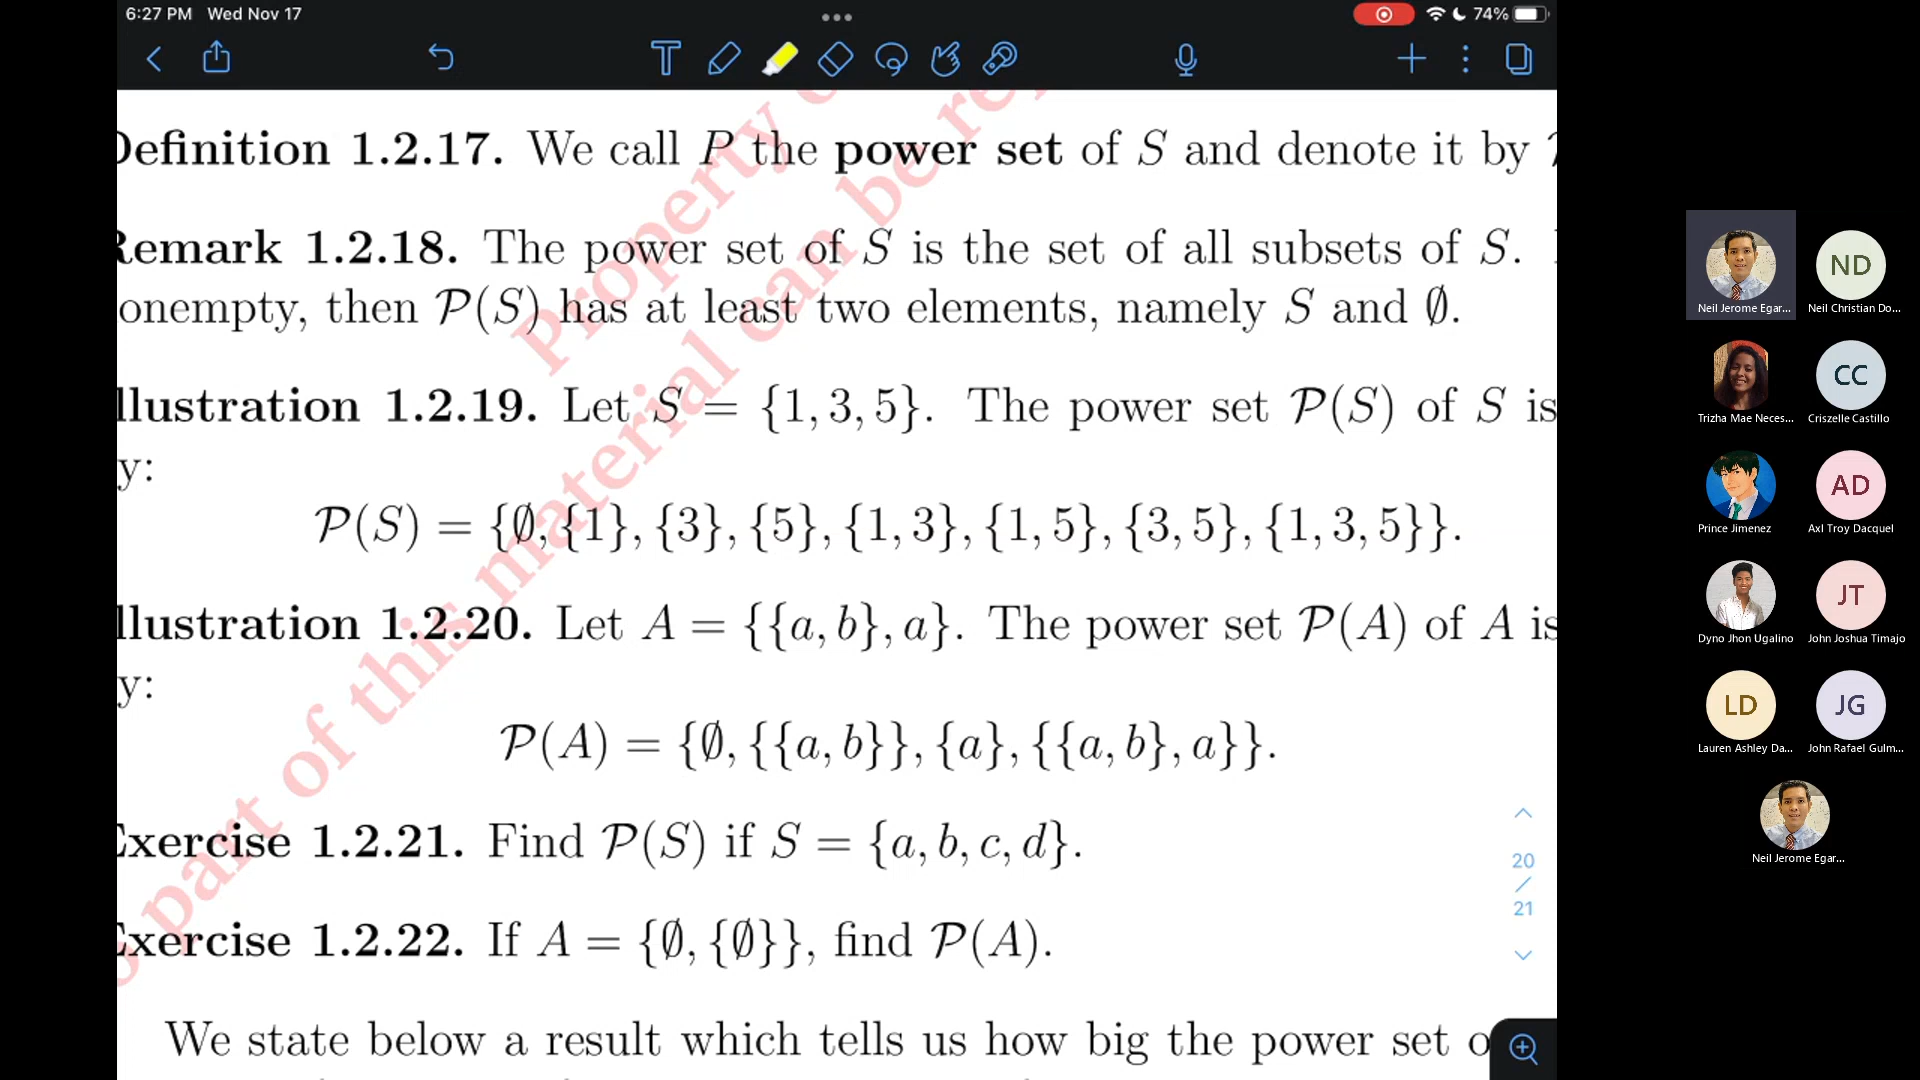 6:27 PM Wed Nov 17
74%
Definition 1.2.17. We call P the power set of S and denote it by
Remark 1.2.18. The power set of S is the set of all subsets of S.
onempty, then 𝒫(S) has at least two elements, namely S and ∅.
llustration 1.2.19. Let S = {1, 3, 5}. The power set 𝒫(S) of S is
y:
𝒫(S) = {∅, {1}, {3}, {5}, {1, 3}, {1, 5}, {3, 5}, {1, 3, 5}}.
llustration 1.2.20. Let A = {{a, b}, a}. The power set 𝒫(A) of A is
y:
𝒫(A) = {∅, {{a, b}}, {a}, {{a, b}, a}}.
Exercise 1.2.21. Find 𝒫(S) if S = {a, b, c, d}.
Exercise 1.2.22. If A = {∅, {∅}}, find 𝒫(A).
We state below a result which tells us how big the power set o
Property
o part of this material can be re
20
/
21
Neil Jerome Egar...
ND
Neil Christian Do...
Trizha Mae Neces...
CC
Criszelle Castillo
Prince Jimenez
AD
Axl Troy Dacquel
Dyno Jhon Ugalino
JT
John Joshua Timajo
LD
Lauren Ashley Da...
JG
John Rafael Gulm...
Neil Jerome Egar...